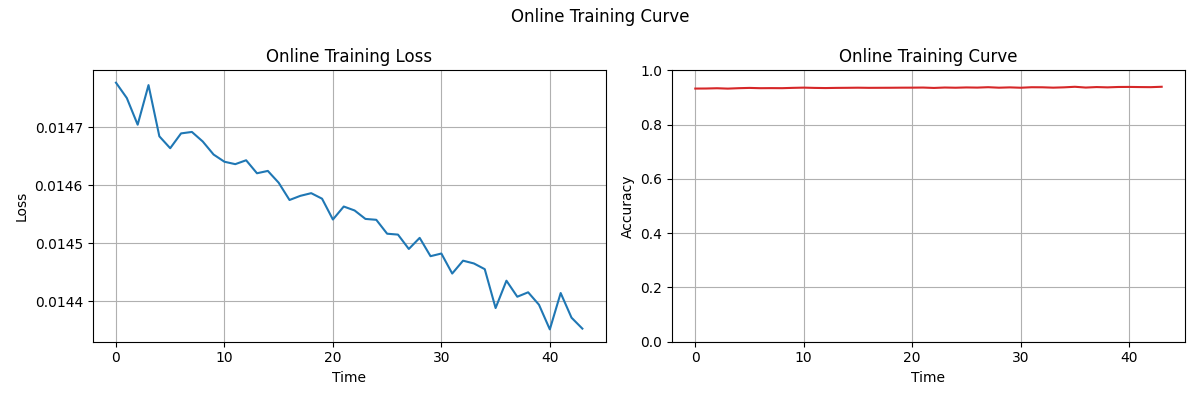 Online Training Curve
Online Training Loss
0.0147
0.0146
0.0145
0.0144
Loss
0 10 20 30 40
Time
Online Training Curve
1.0
0.8
0.6
0.4
0.2
0.0
Accuracy
0 10 20 30 40
Time